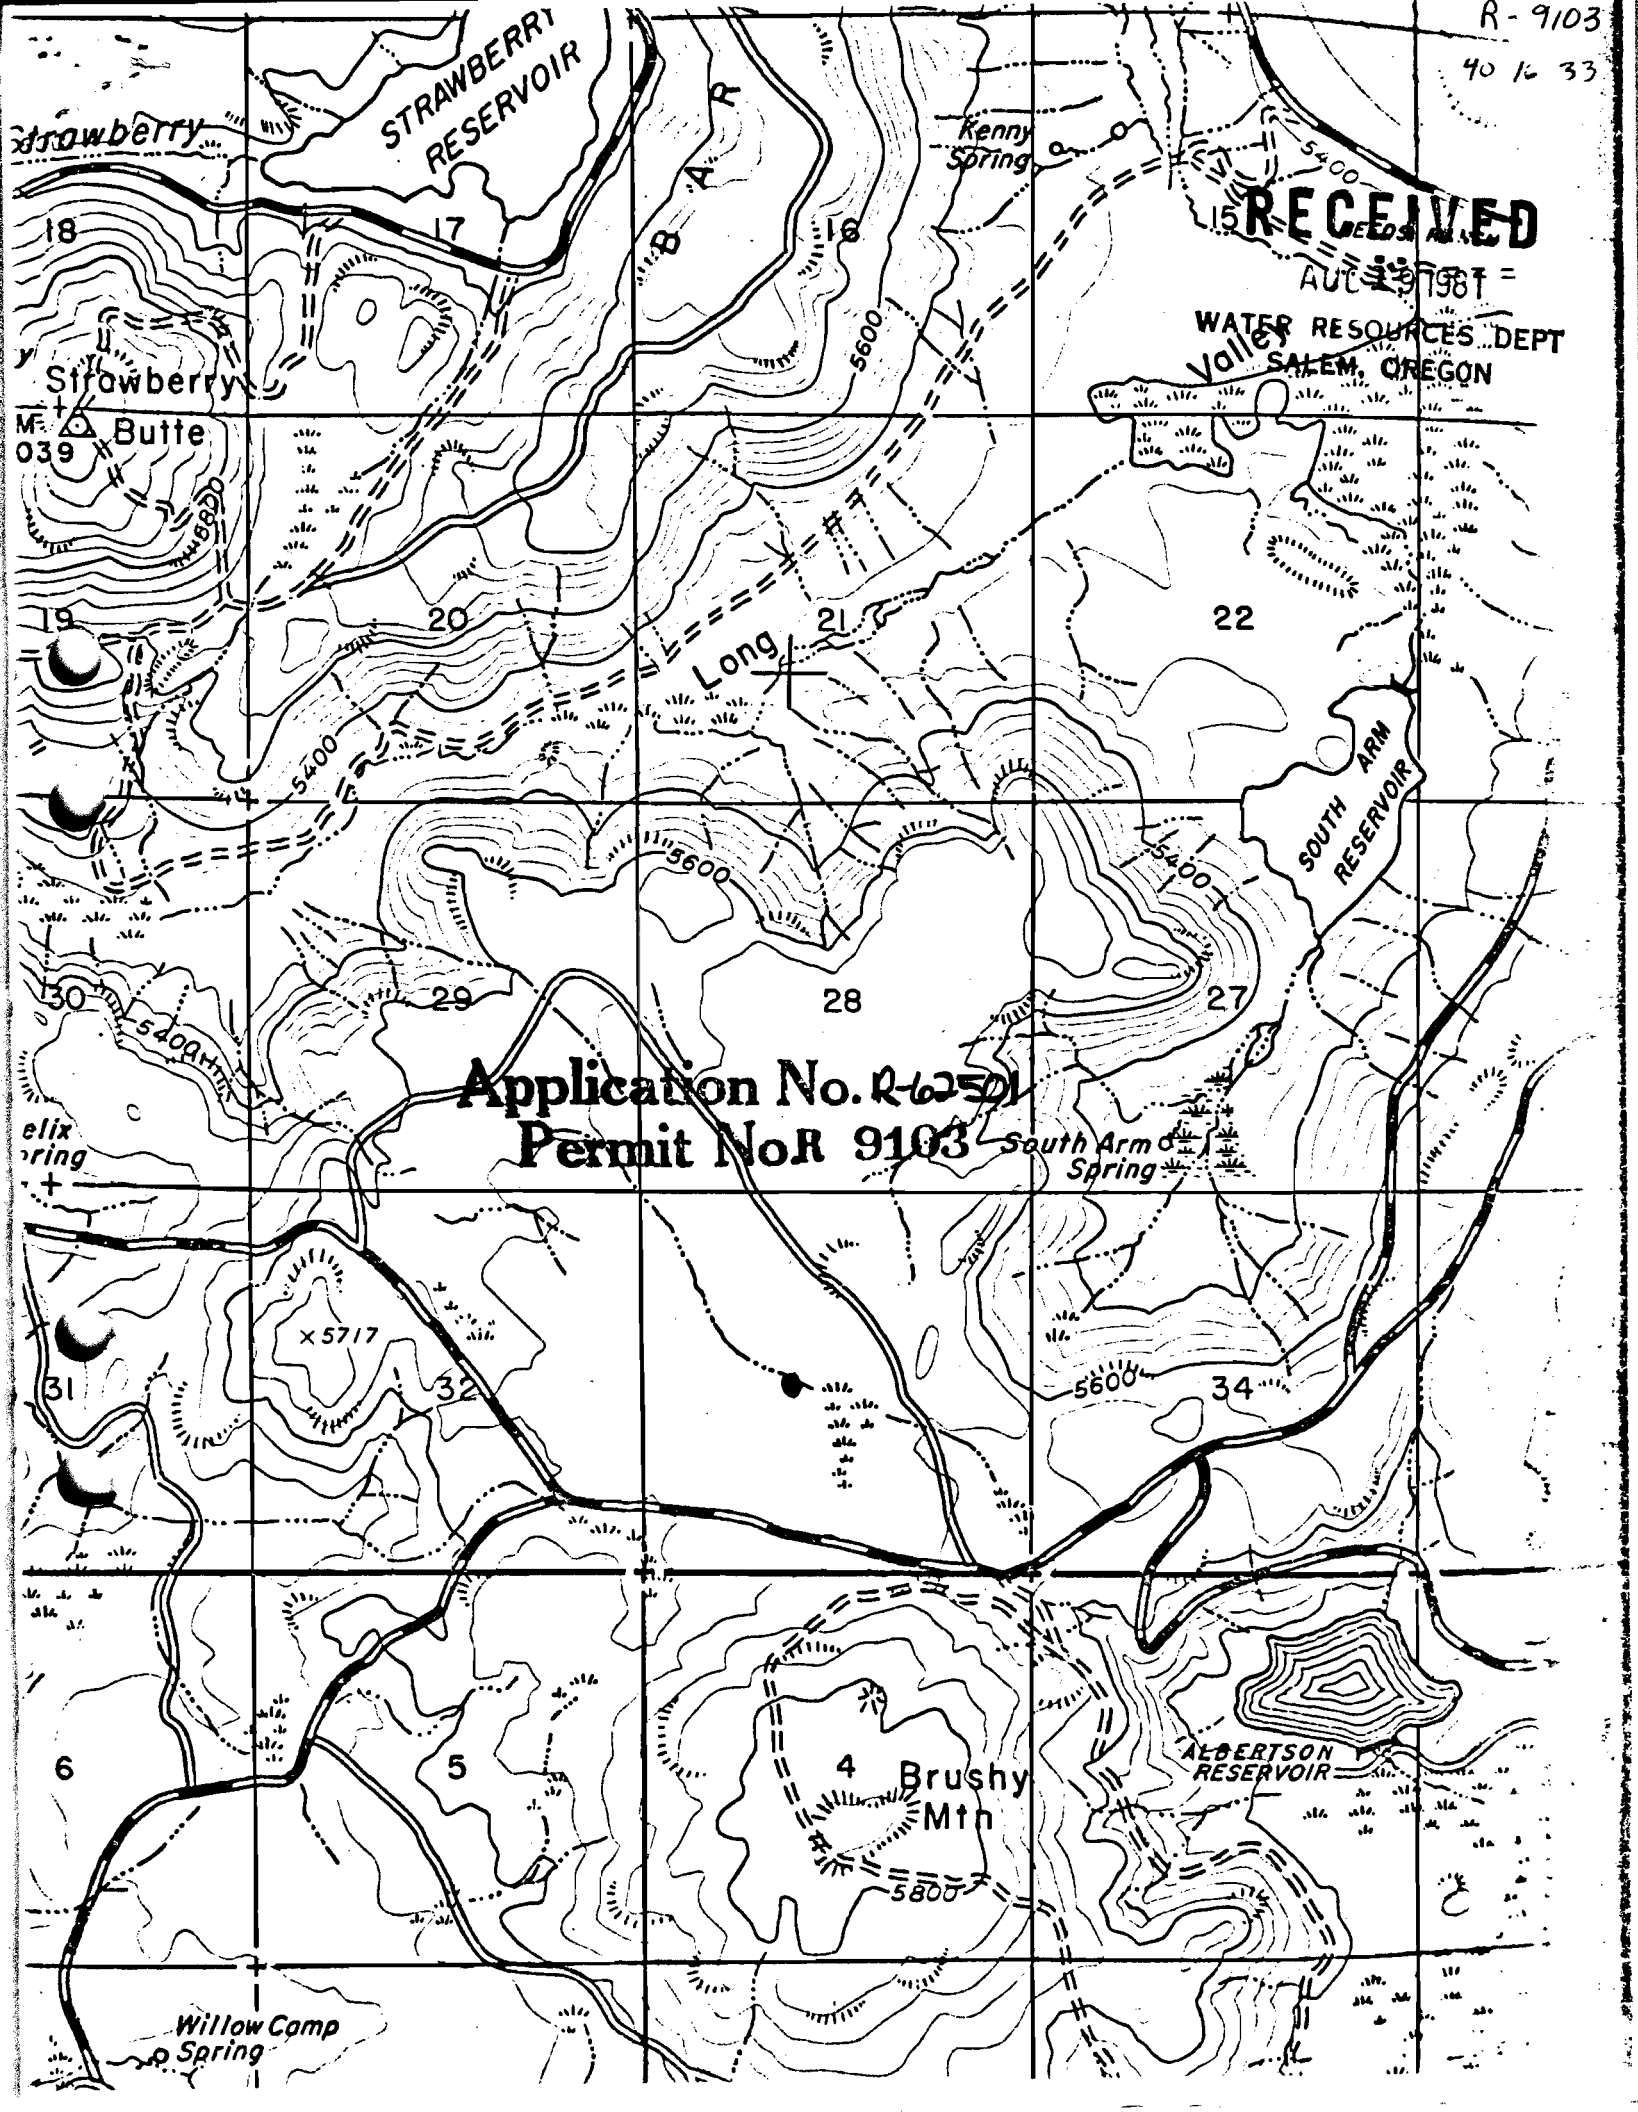 R-9103
40 16 33
STRAWBERRY
RESERVOIR
Strawberry
B A R
Kenny
Spring
5400
18
17
16
15
RECEIVED
1981
WATER RESOURCES DEPT
SALEM, OREGON
Valley
5600
y
Strawberry
Butte
M
039
5800
19
20
21
22
Long
5400
SOUTH ARM
RESERVOIR
5600
5400
30
29
28
27
5400
Application No. R-62501
Permit No. R 9103
elix
pring
South Arm
Spring
x 5717
31
32
5600
34
6
5
4
Brushy
Mtn
ALBERTSON
RESERVOIR
5800
Willow Camp
Spring